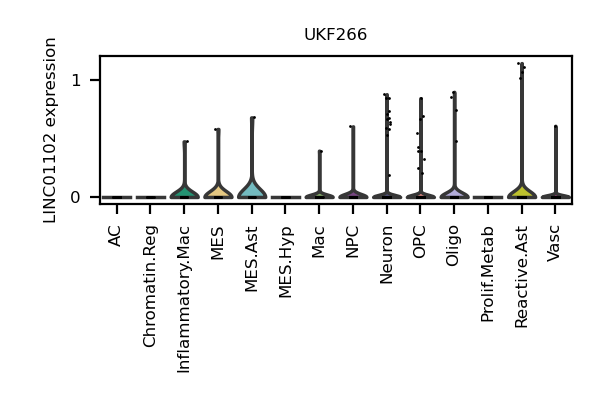 UKF266
LINC01102 expression
1
0
AC
Chromatin.Reg
Inflammatory.Mac
MES
MES.Ast
MES.Hyp
Mac
NPC
Neuron
OPC
Oligo
Prolif.Metab
Reactive.Ast
Vasc